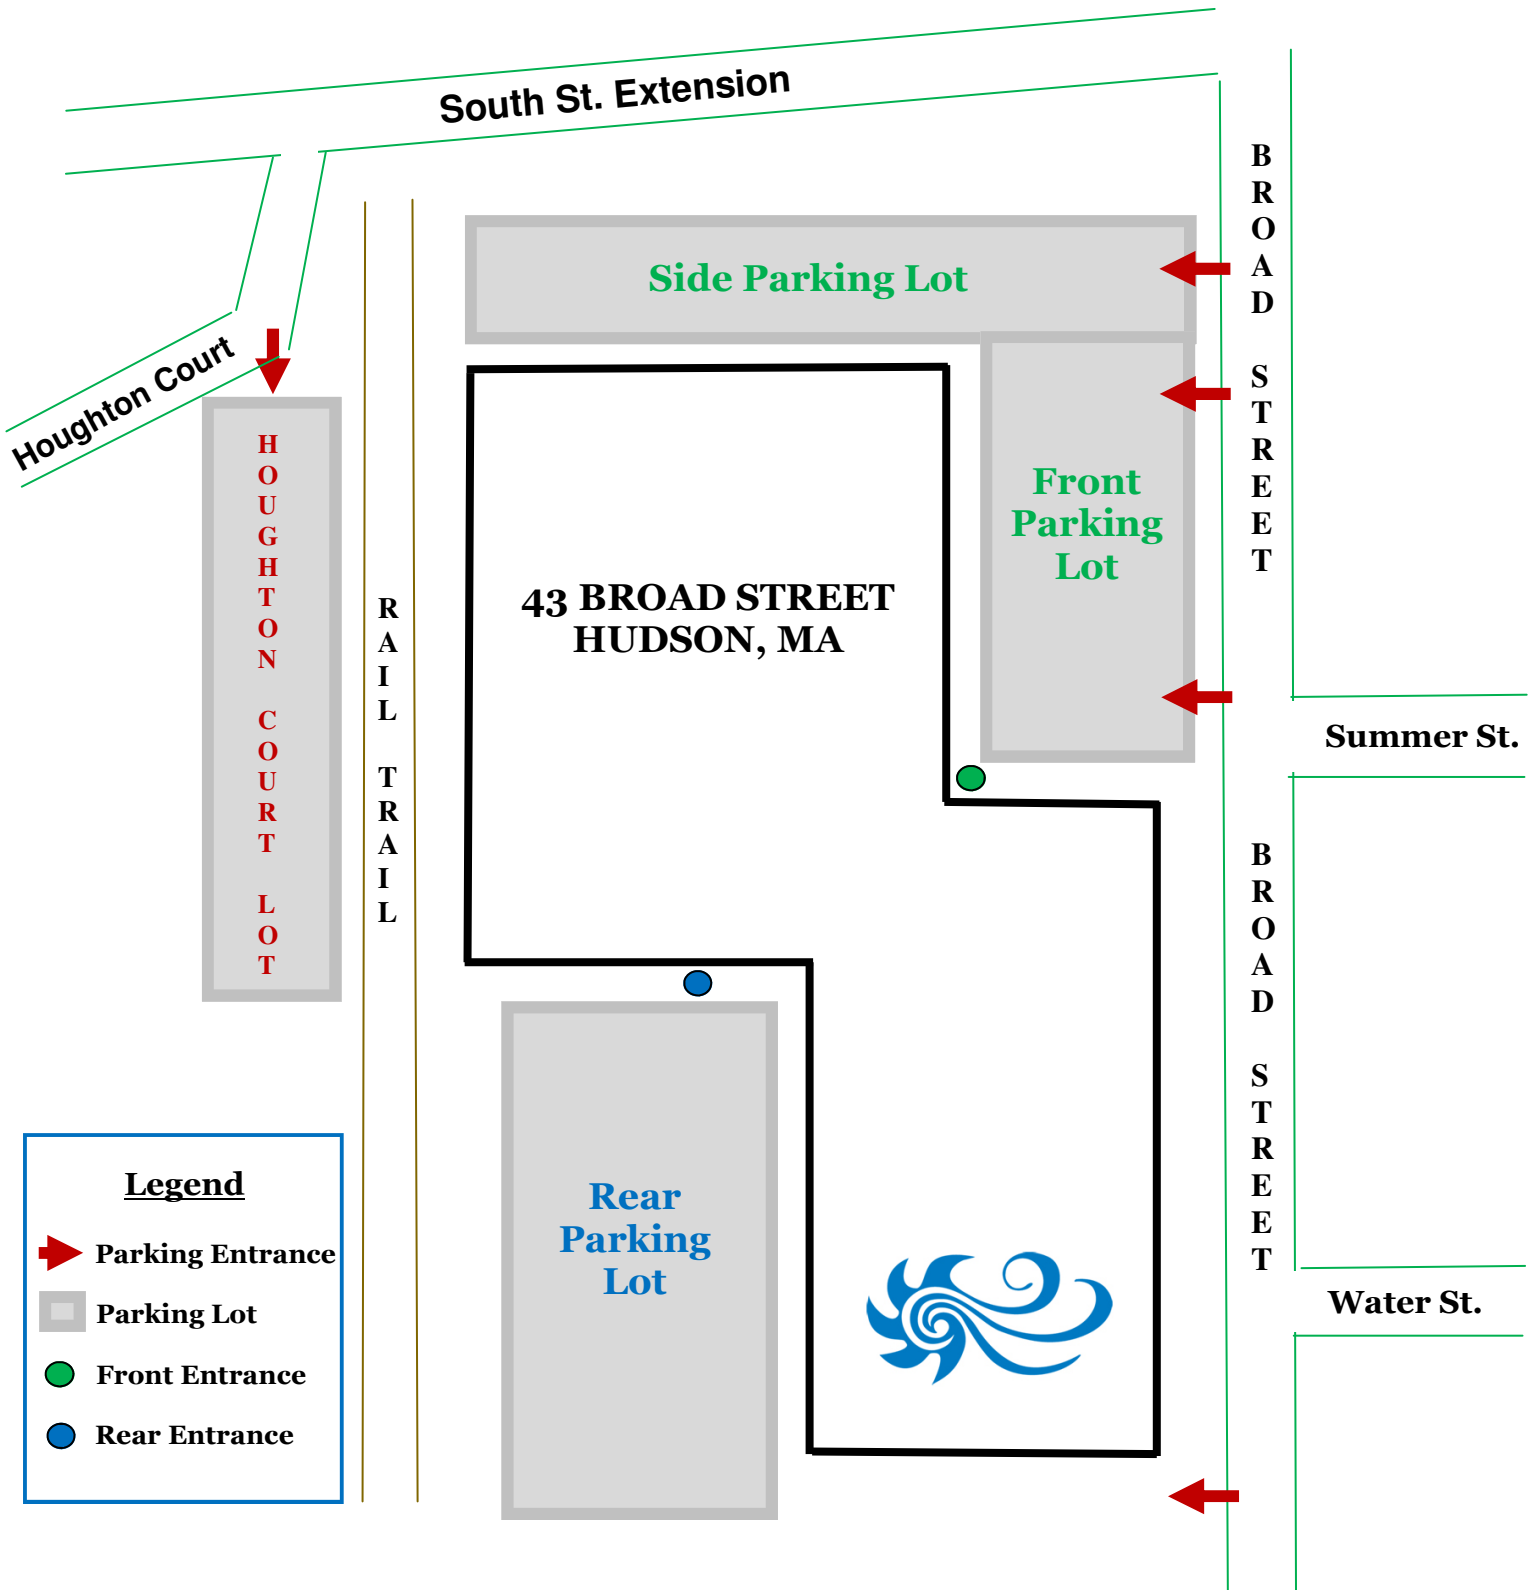 South St. Extension
BROAD STREET
Side Parking Lot
Houghton Court
HOUGHTON COURT LOT
Front
Parking
Lot
RAIL TRAIL
43 BROAD STREET
HUDSON, MA
Summer St.
BROAD STREET
Legend
Parking Entrance
Parking Lot
Front Entrance
Rear Entrance
Rear
Parking
Lot
Water St.